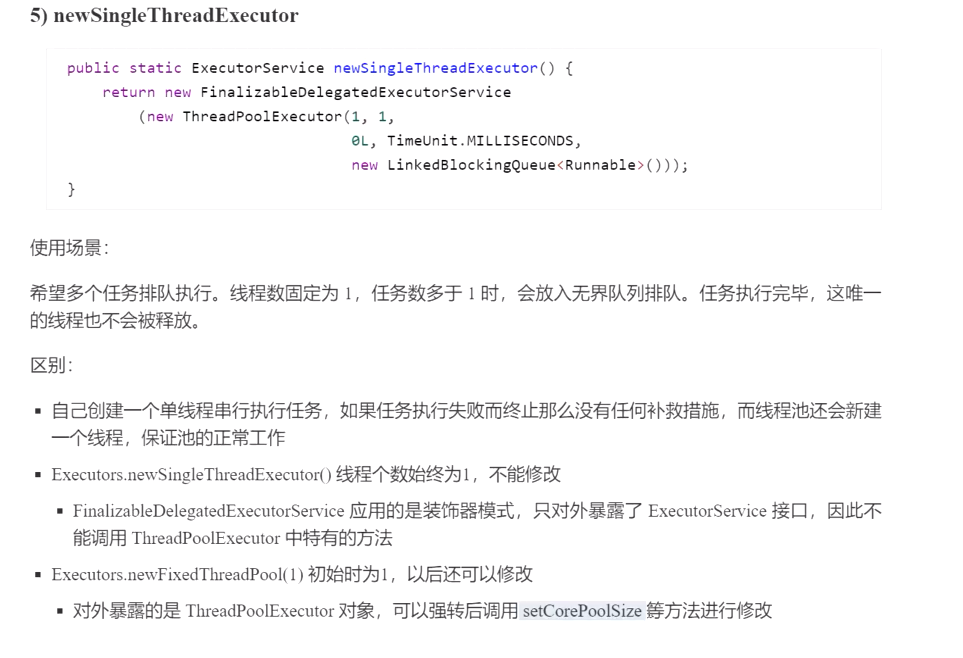 5) newSingleThreadExecutor
public static ExecutorService newSingleThreadExecutor() {
return new FinalizableDelegatedExecutorService
(new ThreadPoolExecutor(1, 1,
0L, TimeUnit.MILLISECONDS,
new LinkedBlockingQueue<Runnable>()));
}
使用场景：
希望多个任务排队执行。线程数固定为 1，任务数多于 1 时，会放入无界队列排队。任务执行完毕，这唯一
的线程也不会被释放。
区别：
▪ 自己创建一个单线程串行执行任务，如果任务执行失败而终止那么没有任何补救措施，而线程池还会新建
一个线程，保证池的正常工作
▪ Executors.newSingleThreadExecutor() 线程个数始终为1，不能修改
▪ FinalizableDelegatedExecutorService 应用的是装饰器模式，只对外暴露了 ExecutorService 接口，因此不
能调用 ThreadPoolExecutor 中特有的方法
▪ Executors.newFixedThreadPool(1) 初始时为1，以后还可以修改
▪ 对外暴露的是 ThreadPoolExecutor 对象，可以强转后调用 setCorePoolSize 等方法进行修改